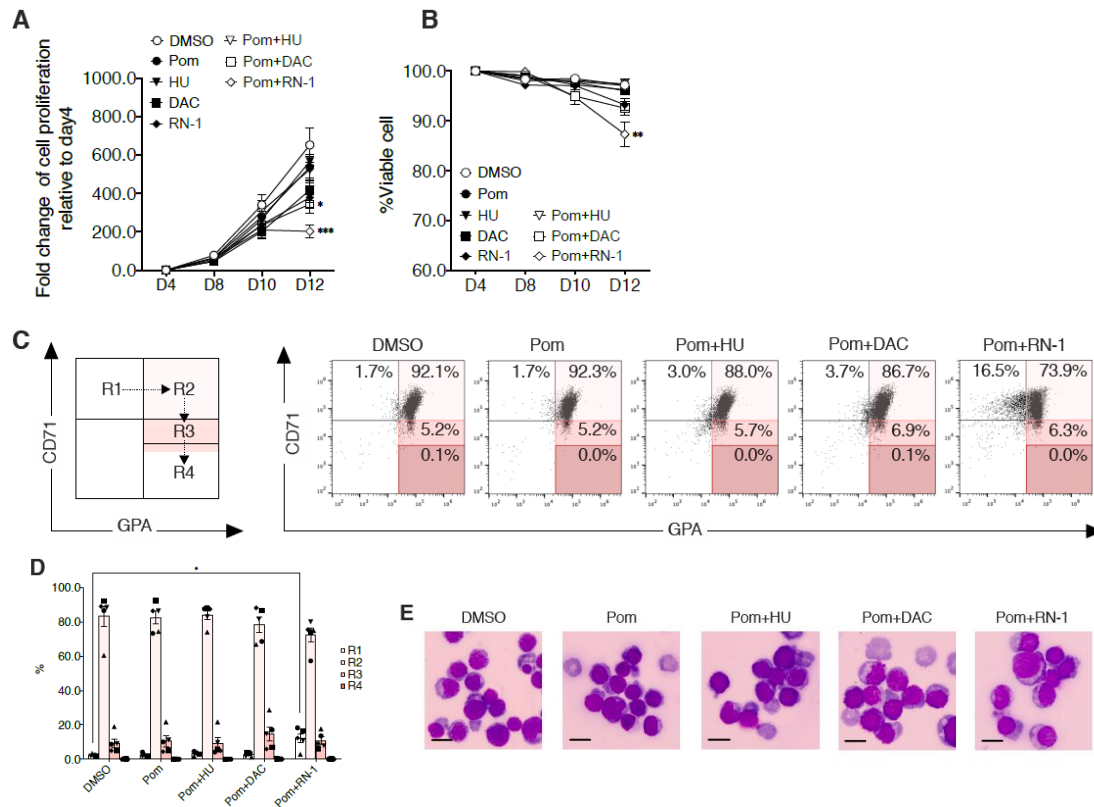 A
DMSO
Pom
HU
DAC
RN-1
Pom+HU
Pom+DAC
Pom+RN-1
Fold change of cell proliferation
relative to day4
1000.0
800.0
600.0
400.0
200.0
0.0
*
***
D4 D8 D10 D12
B
%Viable cell
100.0
90.0
80.0
70.0
60.0
**
DMSO
Pom
HU
DAC
RN-1
Pom+HU
Pom+DAC
Pom+RN-1
D4 D8 D10 D12
C
CD71
R1 R2
R3
R4
GPA
CD71
DMSO Pom Pom+HU Pom+DAC Pom+RN-1
1.7% 92.1% 1.7% 92.3% 3.0% 88.0% 3.7% 86.7% 16.5% 73.9%
5.2% 5.2% 5.7% 6.9% 6.3%
0.1% 0.0% 0.0% 0.1% 0.0%
GPA
D
%
100.0
80.0
60.0
40.0
20.0
0.0
*
R1
R2
R3
R4
DMSO Pom Pom+HU Pom+DAC Pom+RN-1
E
DMSO Pom Pom+HU Pom+DAC Pom+RN-1